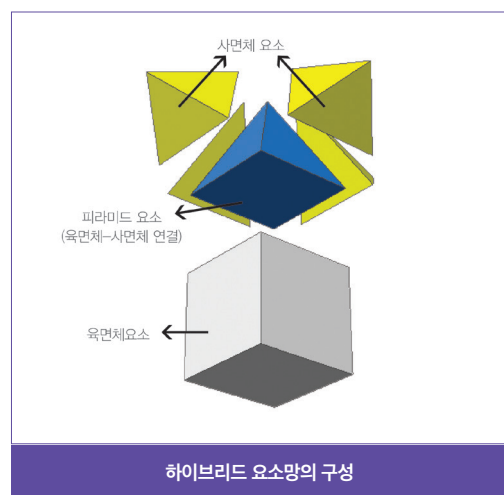 사면체 요소
피라미드 요소
(육면체-사면체 연결)
육면체요소
하이브리드 요소망의 구성